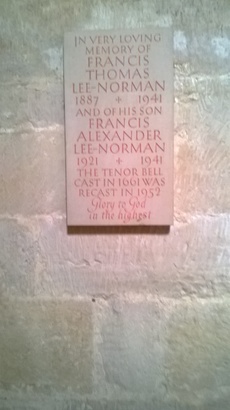 IN VERY LOVING
MEMORY OF
FRANCIS
THOMAS
LEE-NORMAN
1887 + 1941
AND OF HIS SON
FRANCIS
ALEXANDER
LEE-NORMAN
1921 + 1941
THE TENOR BELL
CAST IN 1661 WAS
RECAST IN 1952
Glory to God
in the highest